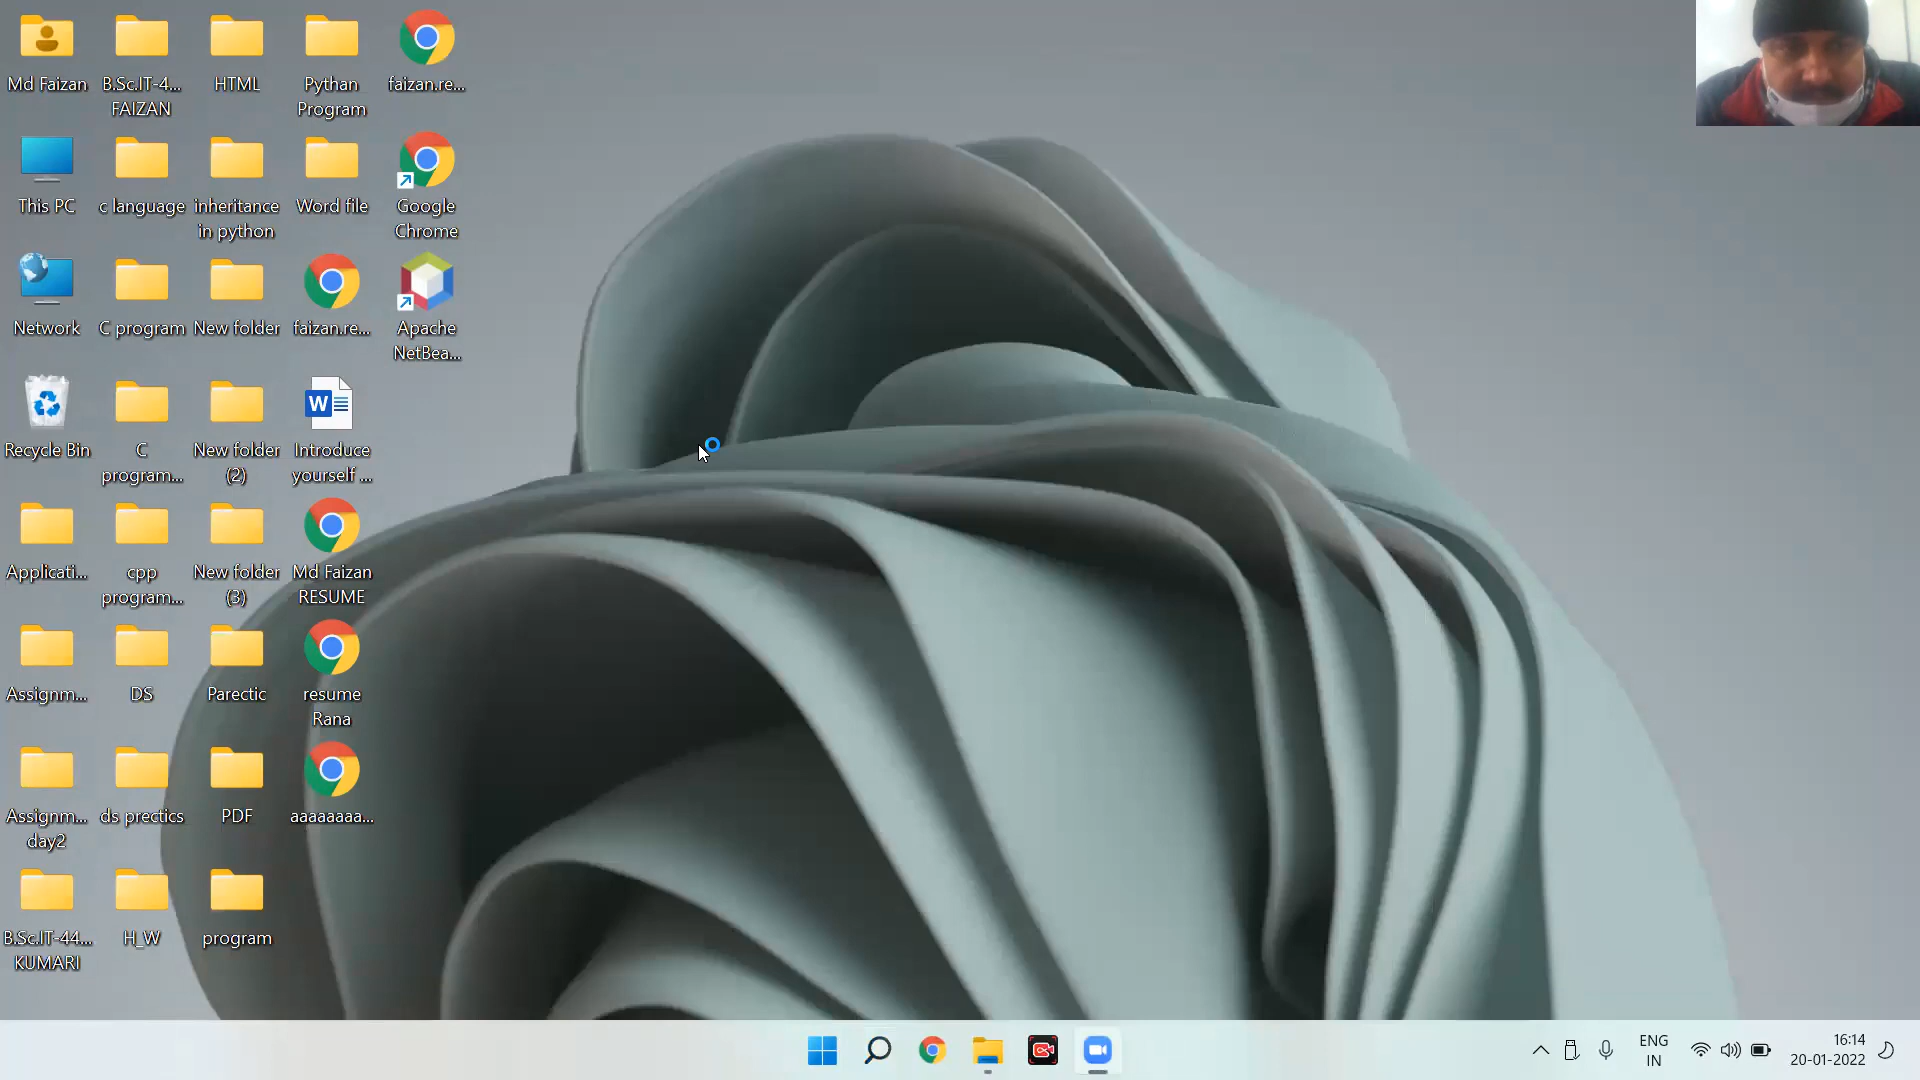 Md Faizan
B.Sc.IT-4...
FAIZAN
HTML
Pythan
Program
faizan.re...
This PC
c language
inheritance
in python
Word file
Google
Chrome
Network
C program
New folder
faizan.re...
Apache
NetBea...
Recycle Bin
C
program...
New folder
(2)
W
Introduce
yourself ...
Applicati...
cpp
program...
New folder
(3)
Md Faizan
RESUME
Assignm...
DS
Parectic
resume
Rana
Assignm...
day2
ds prectics
PDF
aaaaaaaa...
B.Sc.IT-44...
KUMARI
H_W
program
ENG
IN
16:14
20-01-2022